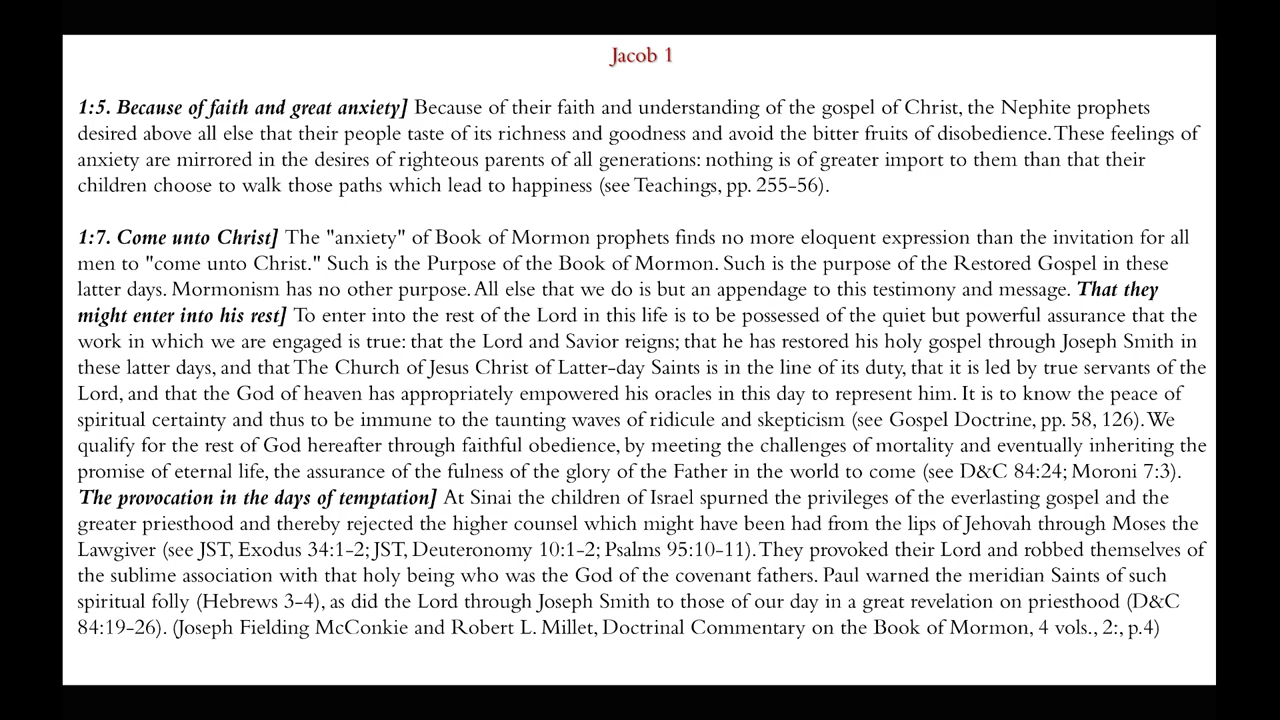 Jacob 1
1:5. Because of faith and great anxiety] Because of their faith and understanding of the gospel of Christ, the Nephite prophets
desired above all else that their people taste of its richness and goodness and avoid the bitter fruits of disobedience. These feelings of
anxiety are mirrored in the desires of righteous parents of all generations: nothing is of greater import to them than that their
children choose to walk those paths which lead to happiness (see Teachings, pp. 255-56).
1:7. Come unto Christ] The "anxiety" of Book of Mormon prophets finds no more eloquent expression than the invitation for all
men to "come unto Christ." Such is the Purpose of the Book of Mormon. Such is the purpose of the Restored Gospel in these
latter days. Mormonism has no other purpose. All else that we do is but an appendage to this testimony and message. That they
might enter into his rest] To enter into the rest of the Lord in this life is to be possessed of the quiet but powerful assurance that the
work in which we are engaged is true: that the Lord and Savior reigns; that he has restored his holy gospel through Joseph Smith in
these latter days, and that The Church of Jesus Christ of Latter-day Saints is in the line of its duty, that it is led by true servants of the
Lord, and that the God of heaven has appropriately empowered his oracles in this day to represent him. It is to know the peace of
spiritual certainty and thus to be immune to the taunting waves of ridicule and skepticism (see Gospel Doctrine, pp. 58, 126). We
qualify for the rest of God hereafter through faithful obedience, by meeting the challenges of mortality and eventually inheriting the
promise of eternal life, the assurance of the fulness of the glory of the Father in the world to come (see D&C 84:24; Moroni 7:3).
The provocation in the days of temptation] At Sinai the children of Israel spurned the privileges of the everlasting gospel and the
greater priesthood and thereby rejected the higher counsel which might have been had from the lips of Jehovah through Moses the
Lawgiver (see JST, Exodus 34:1-2; JST, Deuteronomy 10:1-2; Psalms 95:10-11). They provoked their Lord and robbed themselves of
the sublime association with that holy being who was the God of the covenant fathers. Paul warned the meridian Saints of such
spiritual folly (Hebrews 3-4), as did the Lord through Joseph Smith to those of our day in a great revelation on priesthood (D&C
84:19-26). (Joseph Fielding McConkie and Robert L. Millet, Doctrinal Commentary on the Book of Mormon, 4 vols., 2:, p.4)